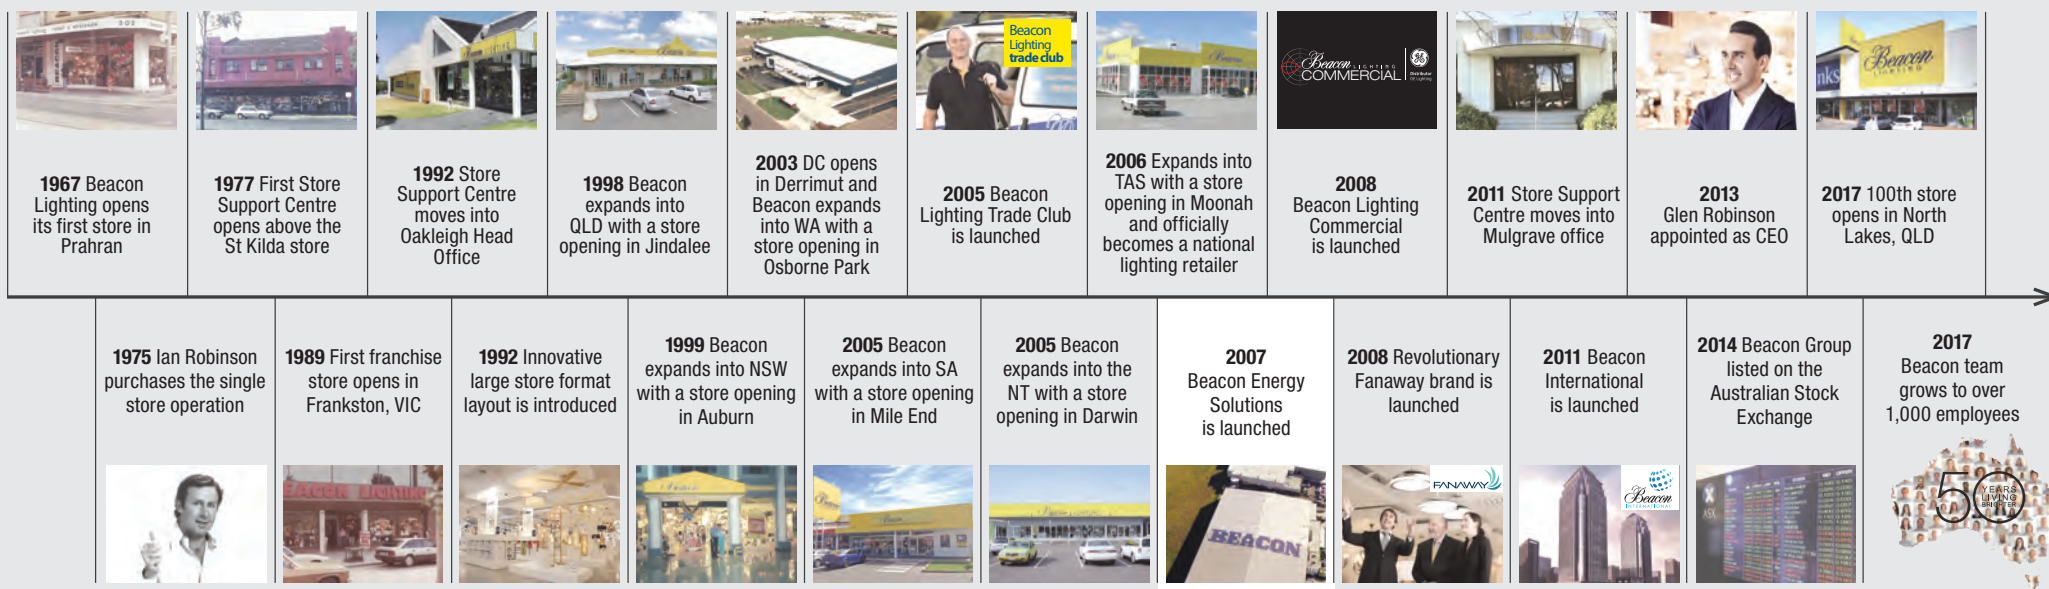 Beacon
Lighting
trade club
Beacon
LIGHTING
COMMERCIAL
Distributor
GE Lighting
Beacon
LIGHTING
1967 Beacon
Lighting opens
its first store in
Prahran
1977 First Store
Support Centre
opens above the
St Kilda store
1992 Store
Support Centre
moves into
Oakleigh Head
Office
1998 Beacon
expands into
QLD with a store
opening in Jindalee
2003 DC opens
in Derrimut and
Beacon expands
into WA with a
store opening in
Osborne Park
2005 Beacon
Lighting Trade Club
is launched
2006 Expands into
TAS with a store
opening in Moonah
and officially
becomes a national
lighting retailer
2008
Beacon Lighting
Commercial
is launched
2011 Store Support
Centre moves into
Mulgrave office
2013
Glen Robinson
appointed as CEO
2017 100th store
opens in North
Lakes, QLD
1975 Ian Robinson
purchases the single
store operation
1989 First franchise
store opens in
Frankston, VIC
1992 Innovative
large store format
layout is introduced
1999 Beacon
expands into NSW
with a store opening
in Auburn
2005 Beacon
expands into SA
with a store opening
in Mile End
2005 Beacon
expands into the
NT with a store
opening in Darwin
2007
Beacon Energy
Solutions
is launched
2008 Revolutionary
Fanaway brand is
launched
2011 Beacon
International
is launched
2014 Beacon Group
listed on the
Australian Stock
Exchange
2017
Beacon team
grows to over
1,000 employees
BEACON LIGHTING
BEACON
FANAWAY
Beacon
INTERNATIONAL
ASX
50
YEARS
LIVING
BRIGHTER